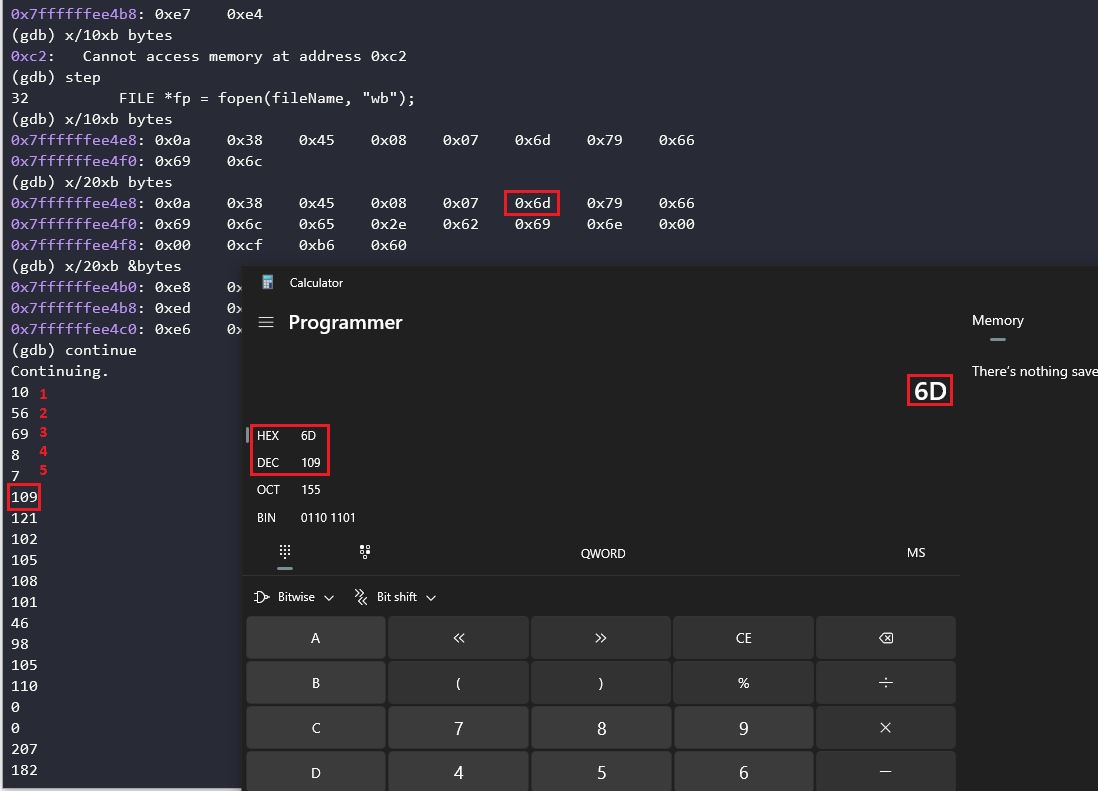 0x7ffffffee4b8: 0xe7 0xe4
(gdb) x/10xb bytes
0xc2: Cannot access memory at address 0xc2
(gdb) step
32 FILE *fp = fopen(fileName, "wb");
(gdb) x/10xb bytes
0x7ffffffee4e8: 0x0a 0x38 0x45 0x08 0x07 0x6d 0x79 0x66
0x7ffffffee4f0: 0x69 0x6c
(gdb) x/20xb bytes
0x7ffffffee4e8: 0x0a 0x38 0x45 0x08 0x07 0x6d 0x79 0x66
0x7ffffffee4f0: 0x69 0x6c 0x65 0x2e 0x62 0x69 0x6e 0x00
0x7ffffffee4f8: 0x00 0xcf 0xb6 0x60
(gdb) x/20xb &bytes
0x7ffffffee4b0: 0xe8 0x
0x7ffffffee4b8: 0xed 0x
0x7ffffffee4c0: 0xe6 0x
(gdb) continue
Continuing.
10 1
56 2
69 3
8 4
7 5
109
121
102
105
108
101
46
98
105
110
0
0
207
182
Calculator
Programmer
Memory
There's nothing save
6D
HEX 6D
DEC 109
OCT 155
BIN 0110 1101
QWORD MS
Bitwise Bit shift
A << >> CE
B ( ) % ÷
C 7 8 9 ×
D 4 5 6 −